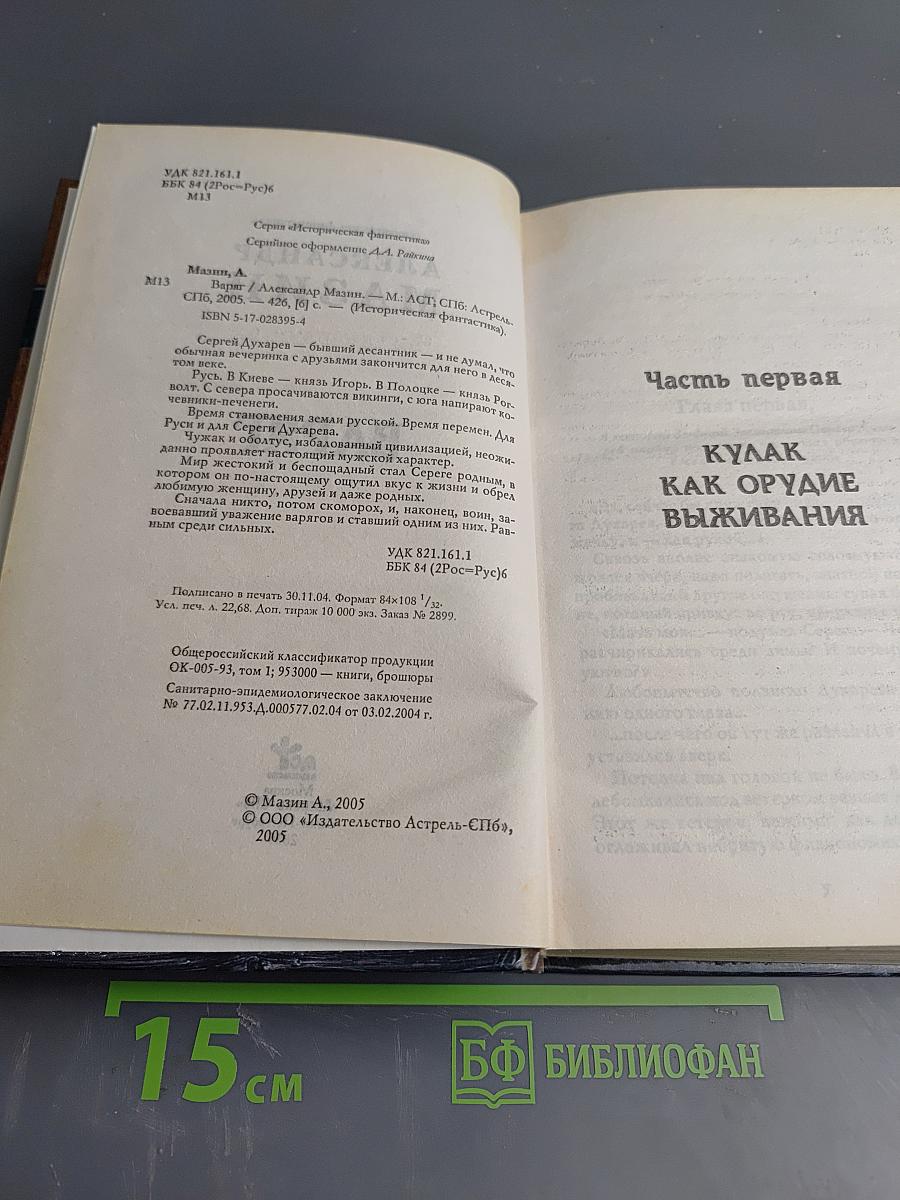 УДК 821.161.1
ББК 84 (2Рос=Рус)6
М13
Серия «Историческая фантастика»
Серийное оформление Д.А. Райкина
Мазин, А.
М13 Варяг / Александр Мазин. — М.: АСТ; СПб: Астрель-
СПб, 2005. — 426, [6] с. — (Историческая фантастика).
ISBN 5-17-028395-4
Сергей Духарев — бывший десантник — и не думал, что
обычная вечеринка с друзьями закончится для него в деся-
том веке.
Русь. В Киеве — князь Игорь. В Полоцке — князь Рог-
волт. С севера просачиваются викинги, с юга напирают ко-
чевники-печенеги.
Время становления земли русской. Время перемен. Для
Руси и для Сереги Духарева.
Чужак и оболтус, избалованный цивилизацией, неожи-
данно проявляет настоящий мужской характер.
Мир жестокий и беспощадный стал Сереге родным, в
котором он по-настоящему ощутил вкус к жизни и обрел
любимую женщину, друзей и даже родных.
Сначала никто, потом скоморох, и, наконец, воин, за-
воевавший уважение варягов и ставший одним из них. Рав-
ным среди сильных.
УДК 821.161.1
ББК 84 (2Рос=Рус)6
Подписано в печать 30.11.04. Формат 84×108 1/32.
Усл. печ. л. 22,68. Доп. тираж 10 000 экз. Заказ № 2899.
Общероссийский классификатор продукции
ОК-005-93, том 1; 953000 — книги, брошюры
Санитарно-эпидемиологическое заключение
№ 77.02.11.953.Д.000577.02.04 от 03.02.2004 г.
© Мазин А., 2005
© ООО «Издательство Астрель-СПб»,
2005
Часть первая
КУЛАК
КАК ОРУДИЕ
ВЫЖИВАНИЯ
15 см
БФ БИБЛИОФАН